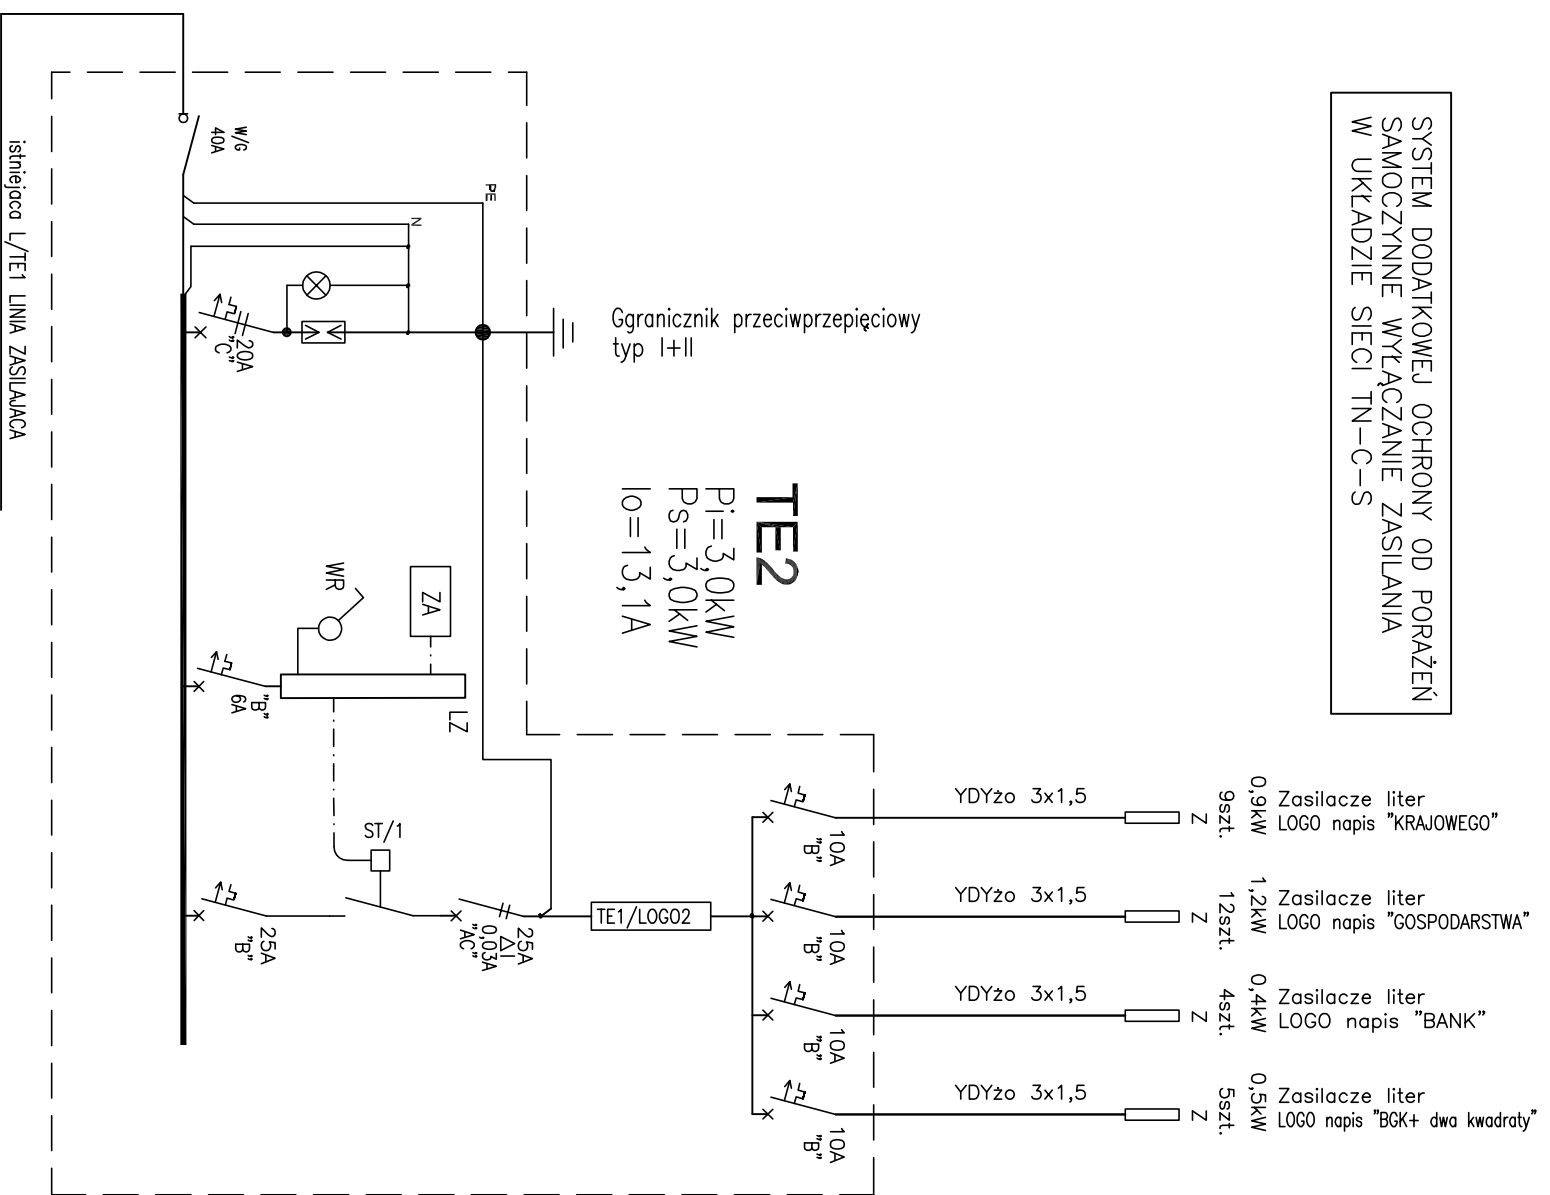 SYSTEM DODATKOWEJ OCHRONY OD PORAŻEŃ
SAMOCZYNNE WYŁĄCZANIE ZASILANIA
W UKŁADZIE SIECI TN-C-S
istniejaca L/TE1 LINIA ZASILAJACA
W/G
40A
PE
N
20A
"C"
Ggranicznik przeciwprzepięciowy
typ I+II
TE2
Pi=3,0kW
Ps=3,0kW
Io=13,1A
WR
ZA
LZ
"B"
6A
ST/1
25A
"B"
25A
ΔI
0,03A
"AC"
TE1/LOGO2
10A
"B"
YDYżo 3x1,5
Z
9szt.
0,9kW
Zasilacze liter
LOGO napis "KRAJOWEGO"
10A
"B"
YDYżo 3x1,5
Z
12szt.
1,2kW
Zasilacze liter
LOGO napis "GOSPODARSTWA"
10A
"B"
YDYżo 3x1,5
Z
4szt.
0,4kW
Zasilacze liter
LOGO napis "BANK"
10A
"B"
YDYżo 3x1,5
Z
5szt.
0,5kW
Zasilacze liter
LOGO napis "BGK+ dwa kwadraty"